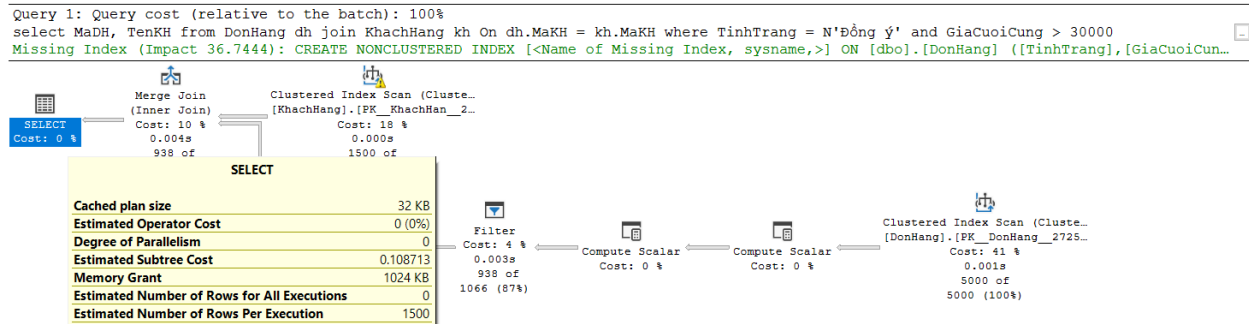 Query 1: Query cost (relative to the batch): 100%
select MaDH, TenKH from DonHang dh join KhachHang kh On dh.MaKH = kh.MaKH where TinhTrang = N'Đồng ý' and GiaCuoiCung > 30000
Missing Index (Impact 36.7444): CREATE NONCLUSTERED INDEX [<Name of Missing Index, sysname,>] ON [dbo].[DonHang] ([TinhTrang],[GiaCuoiCun…
SELECT
Cost: 0 %
Merge Join
(Inner Join)
Cost: 10 %
0.004s
938 of
Clustered Index Scan (Cluste…
[KhachHang].[PK__KhachHan__2…
Cost: 18 %
0.000s
1500 of
SELECT
Cached plan size 32 KB
Estimated Operator Cost 0 (0%)
Degree of Parallelism 0
Estimated Subtree Cost 0.108713
Memory Grant 1024 KB
Estimated Number of Rows for All Executions 0
Estimated Number of Rows Per Execution 1500
Filter
Cost: 4 %
0.003s
938 of
1066 (87%)
Compute Scalar
Cost: 0 %
Compute Scalar
Cost: 0 %
Clustered Index Scan (Cluste…
[DonHang].[PK__DonHang__2725…
Cost: 41 %
0.001s
5000 of
5000 (100%)